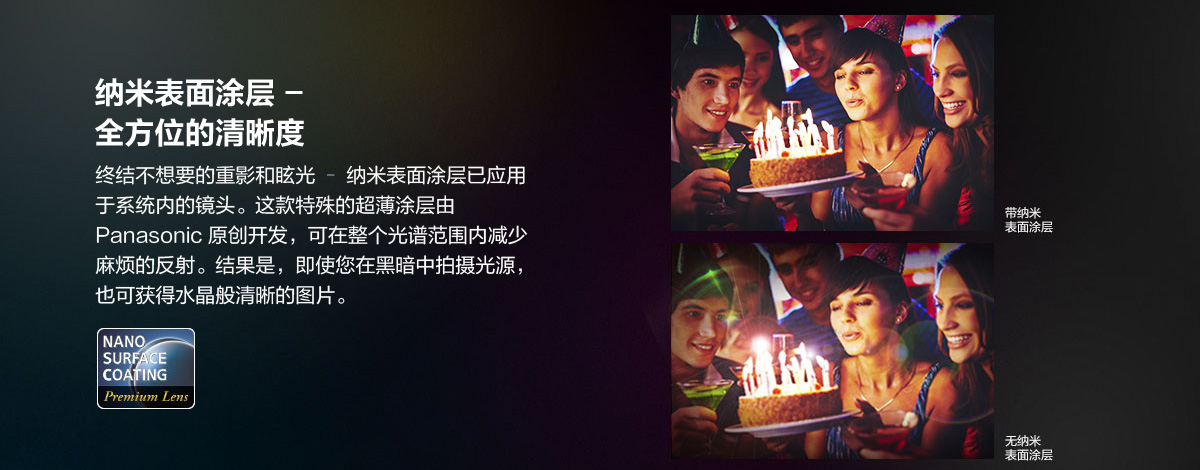 纳米表面涂层 –
全方位的清晰度
终结不想要的重影和眩光 – 纳米表面涂层已应用
于系统内的镜头。这款特殊的超薄涂层由
Panasonic 原创开发，可在整个光谱范围内减少
麻烦的反射。结果是，即使您在黑暗中拍摄光源，
也可获得水晶般清晰的图片。
NANO
SURFACE
COATING
Premium Lens
带纳米
表面涂层
无纳米
表面涂层